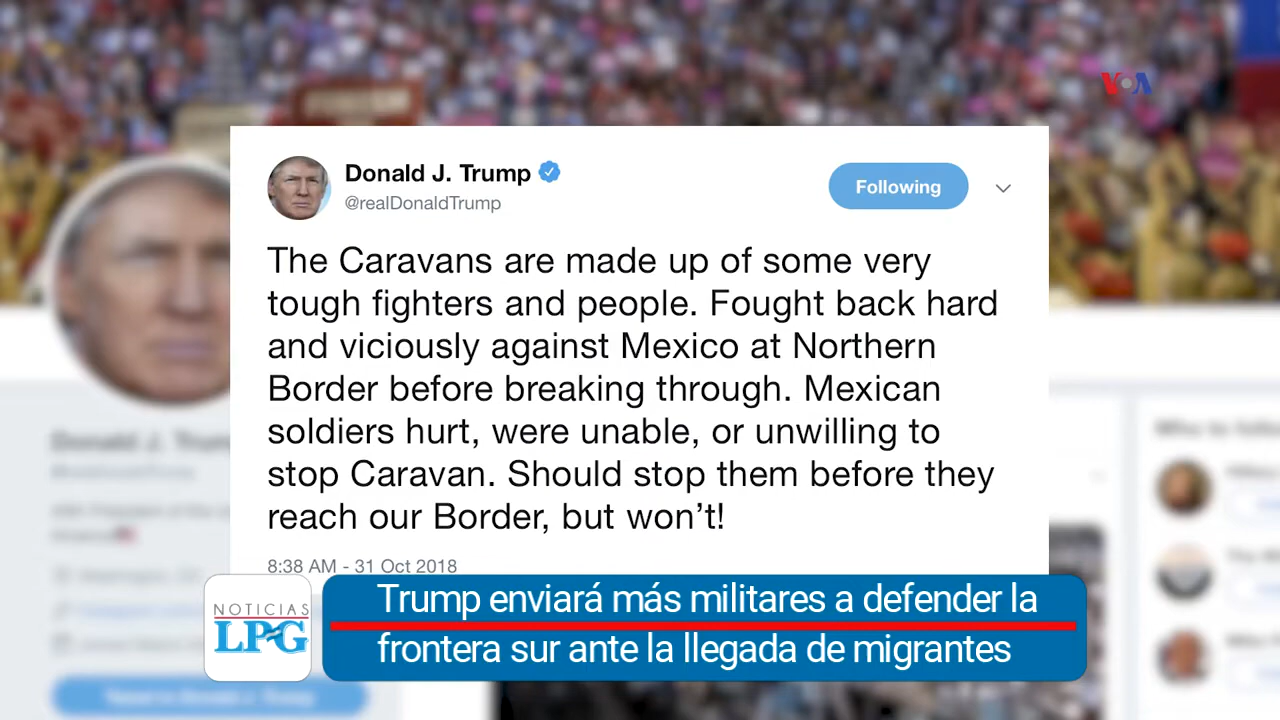 VOA
Donald J. Trump
@realDonaldTrump
Following
The Caravans are made up of some very
tough fighters and people. Fought back hard
and viciously against Mexico at Northern
Border before breaking through. Mexican
soldiers hurt, were unable, or unwilling to
stop Caravan. Should stop them before they
reach our Border, but won’t!
8:38 AM - 31 Oct 2018
Donald J. Trump
NOTICIAS
LPG
Trump enviará más militares a defender la
frontera sur ante la llegada de migrantes